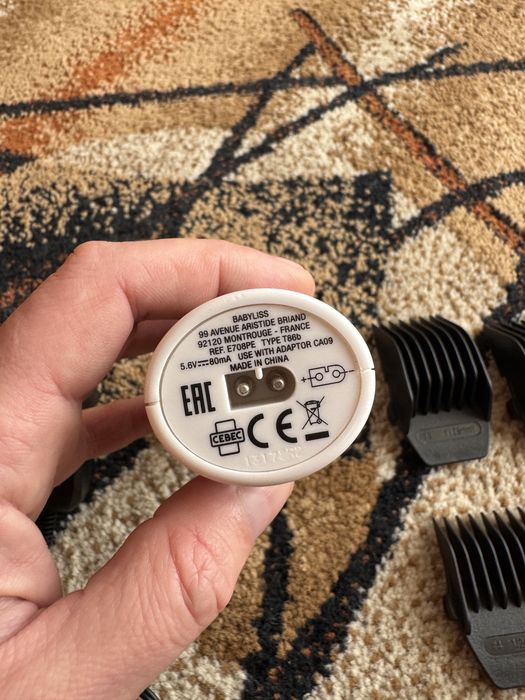 BABYLISS
99 AVENUE ARISTIDE BRIAND
92120 MONTROUGE - FRANCE
REF. E708PE TYPE T86b
5.6V⎓80mA USE WITH ADAPTOR CA09
MADE IN CHINA
EAC
CEBEC CE